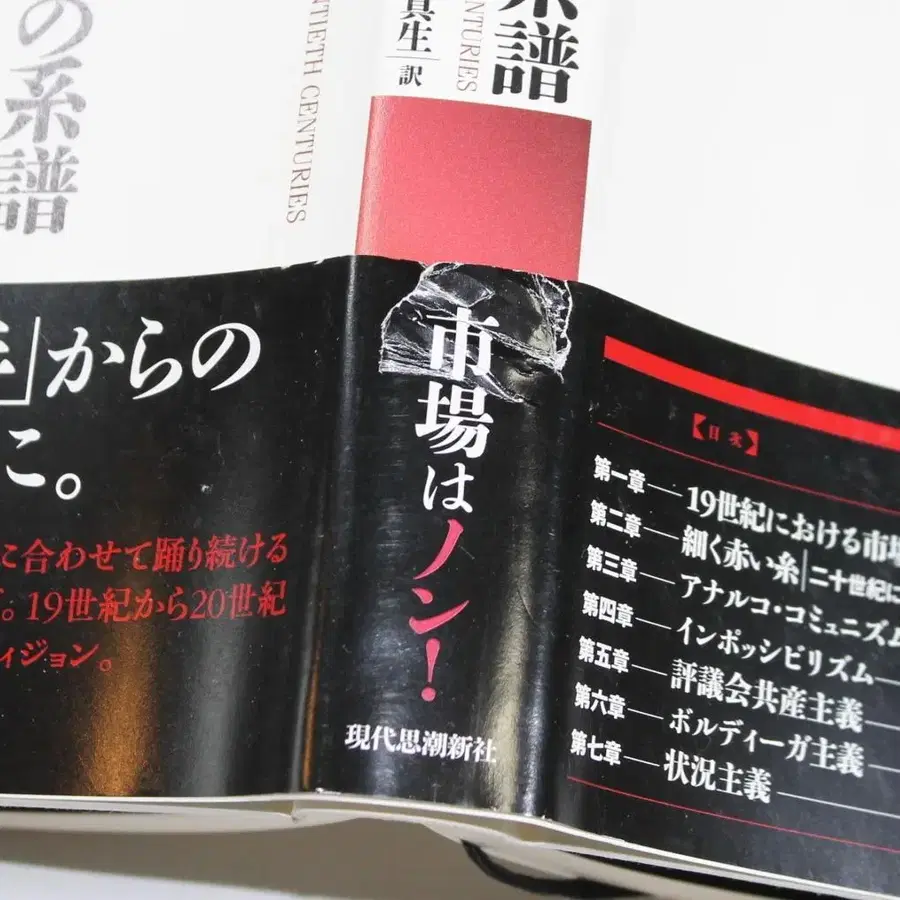 の系譜
NTIETH CENTURIES
系譜
真生 訳
CENTURIES
」からの
こ。
に合わせて踊り続ける
。19世紀から20世紀
ィジョン。
市場はノン!
現代思潮新社
【目次】
第一章──19世紀における市場
第二章──細く赤い糸|二十世紀に
第三章──アナルコ・コミュニズム
第四章──インポッシビリズム──
第五章──評議会共産主義──
第六章──ボルディーガ主義──
第七章──状況主義──